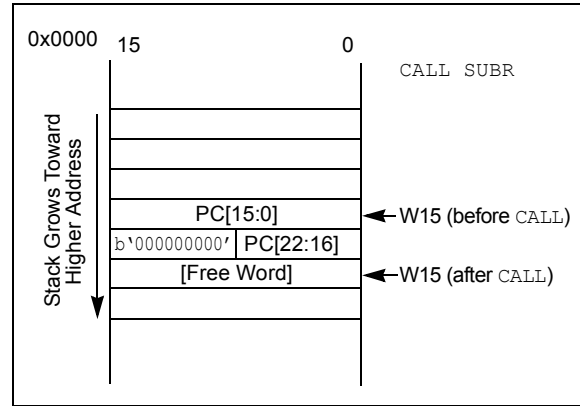 0x0000
15
0
CALL SUBR
Stack Grows Toward
Higher Address
PC[15:0]
W15 (before CALL)
b‘000000000’
PC[22:16]
[Free Word]
W15 (after CALL)